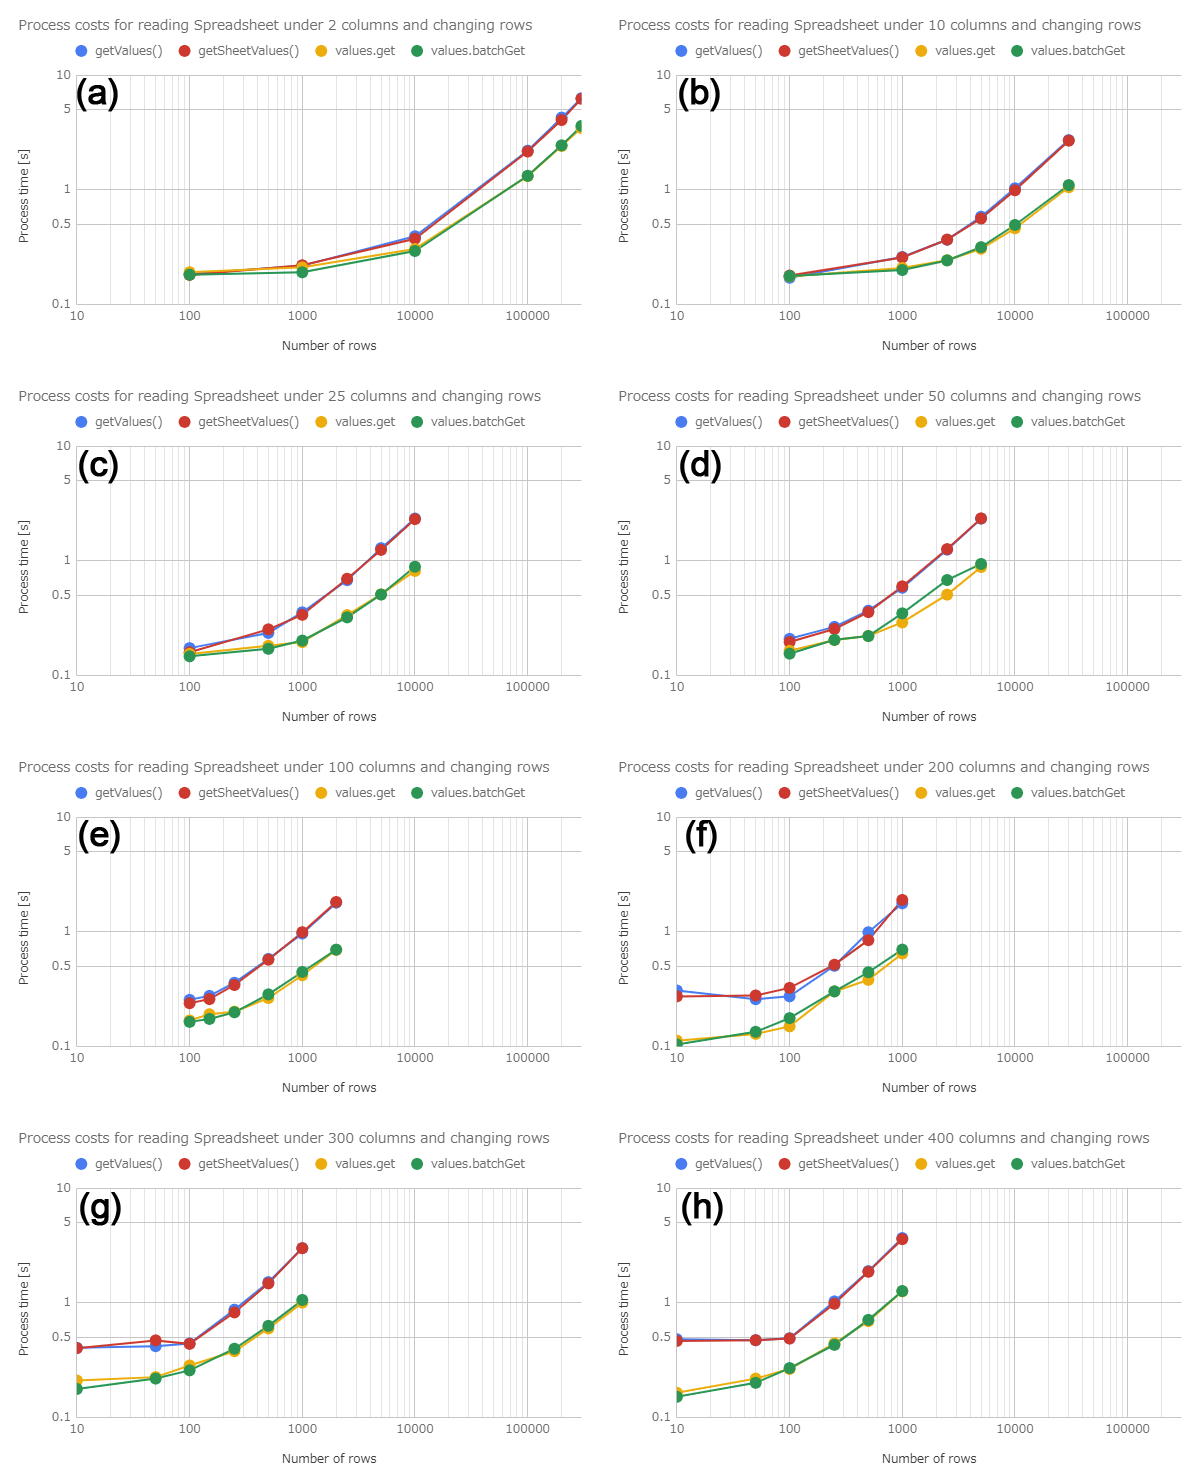 Process costs for reading Spreadsheet under 2 columns and changing rows
getValues() getSheetValues() values.get values.batchGet
(a)
10
5
1
0.5
0.1
Process time [s]
10 100 1000 10000 100000
Number of rows
Process costs for reading Spreadsheet under 10 columns and changing rows
getValues() getSheetValues() values.get values.batchGet
(b)
10
5
1
0.5
0.1
Process time [s]
10 100 1000 10000 100000
Number of rows
Process costs for reading Spreadsheet under 25 columns and changing rows
getValues() getSheetValues() values.get values.batchGet
(c)
10
5
1
0.5
0.1
Process time [s]
10 100 1000 10000 100000
Number of rows
Process costs for reading Spreadsheet under 50 columns and changing rows
getValues() getSheetValues() values.get values.batchGet
(d)
10
5
1
0.5
0.1
Process time [s]
10 100 1000 10000 100000
Number of rows
Process costs for reading Spreadsheet under 100 columns and changing rows
getValues() getSheetValues() values.get values.batchGet
(e)
10
5
1
0.5
0.1
Process time [s]
10 100 1000 10000 100000
Number of rows
Process costs for reading Spreadsheet under 200 columns and changing rows
getValues() getSheetValues() values.get values.batchGet
(f)
10
5
1
0.5
0.1
Process time [s]
10 100 1000 10000 100000
Number of rows
Process costs for reading Spreadsheet under 300 columns and changing rows
getValues() getSheetValues() values.get values.batchGet
(g)
10
5
1
0.5
0.1
Process time [s]
10 100 1000 10000 100000
Number of rows
Process costs for reading Spreadsheet under 400 columns and changing rows
getValues() getSheetValues() values.get values.batchGet
(h)
10
5
1
0.5
0.1
Process time [s]
10 100 1000 10000 100000
Number of rows